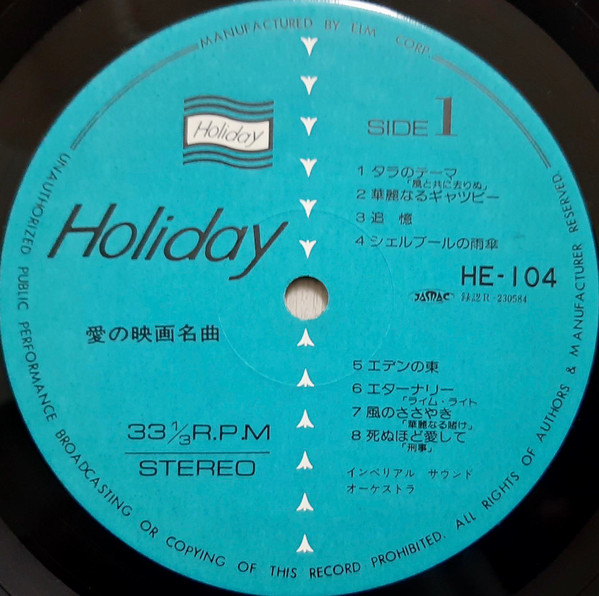 MANUFACTURED BY ELM CORP.
Holiday
SIDE 1
1 タラのテーマ
「風と共に去りぬ」
2 華麗なるギャツビー
3 追憶
4 シェルブールの雨傘
Holiday
HE-104
JASRAC 録認R-230584
愛の映画名曲
5 エデンの東
6 エターナリー
「ライム・ライト
7 風のささやき
「華麗なる賭け」
8 死ぬほど愛して
「刑事」
33 1/3 R.P.M
STEREO
インペリアル サウンド
オーケストラ
UNAUTHORIZED PUBLIC PERFORMANCE BROADCASTING OR COPYING OF THIS RECORD PROHIBITED. ALL RIGHTS OF AUTHORS & MANUFACTURER RESERVED.